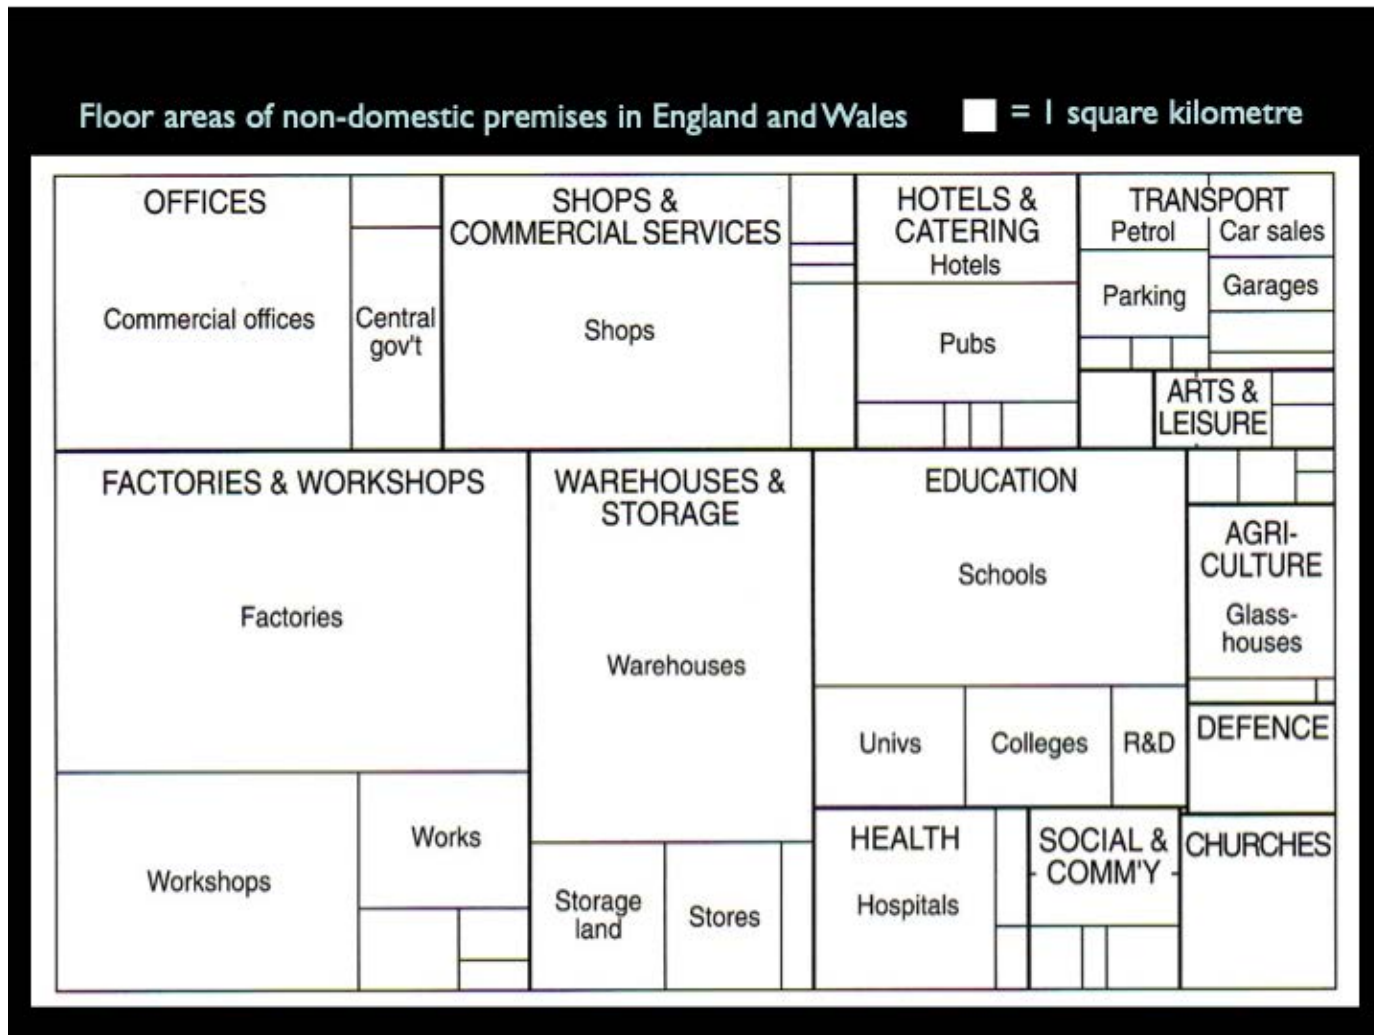 Floor areas of non-domestic premises in England and Wales
= 1 square kilometre
OFFICES
Commercial offices
Central
gov't
SHOPS &
COMMERCIAL SERVICES
Shops
HOTELS &
CATERING
Hotels
Pubs
TRANSPORT
Petrol
Car sales
Parking
Garages
ARTS &
LEISURE
FACTORIES & WORKSHOPS
Factories
Workshops
Works
WAREHOUSES &
STORAGE
Warehouses
Storage
land
Stores
EDUCATION
Schools
Univs
Colleges
R&D
AGRI-
CULTURE
Glass-
houses
DEFENCE
HEALTH
Hospitals
SOCIAL &
COMM'Y
CHURCHES